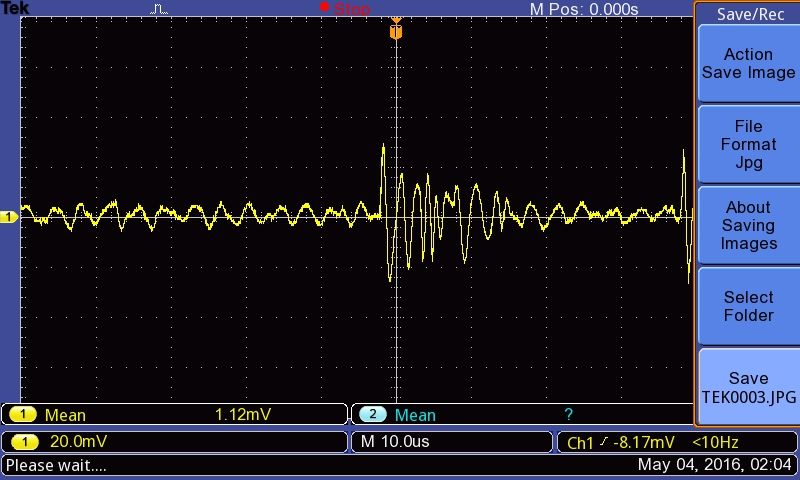 Tek
Stop
M Pos: 0.000s
Save/Rec
T
Action
Save Image
File
Format
Jpg
1
About
Saving
Images
Select
Folder
Save
TEK0003.JPG
1 Mean 1.12mV
2 Mean ?
1 20.0mV
M 10.0us
Ch1 -8.17mV <10Hz
Please wait....
May 04, 2016, 02:04